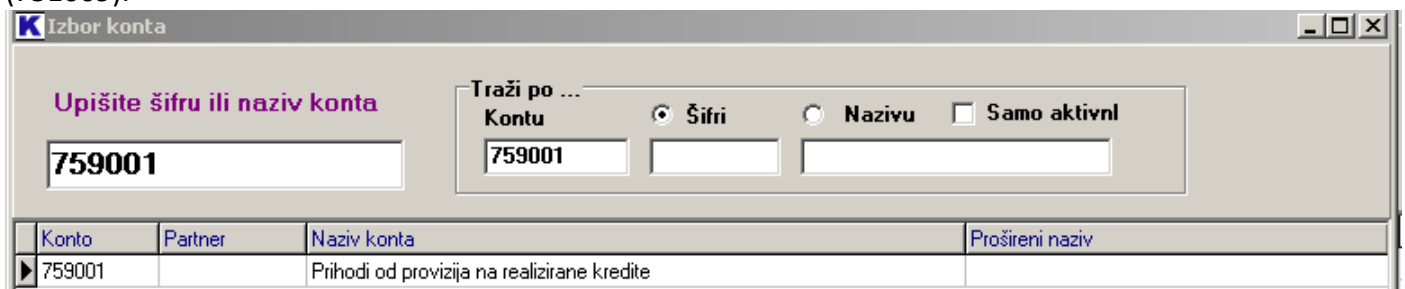 K Izbor konta
Upišite šifru ili naziv konta
759001
Traži po ...
Kontu Šifri Nazivu Samo aktivnI
759001
Konto Partner Naziv konta Prošireni naziv
759001 Prihodi od provizija na realizirane kredite